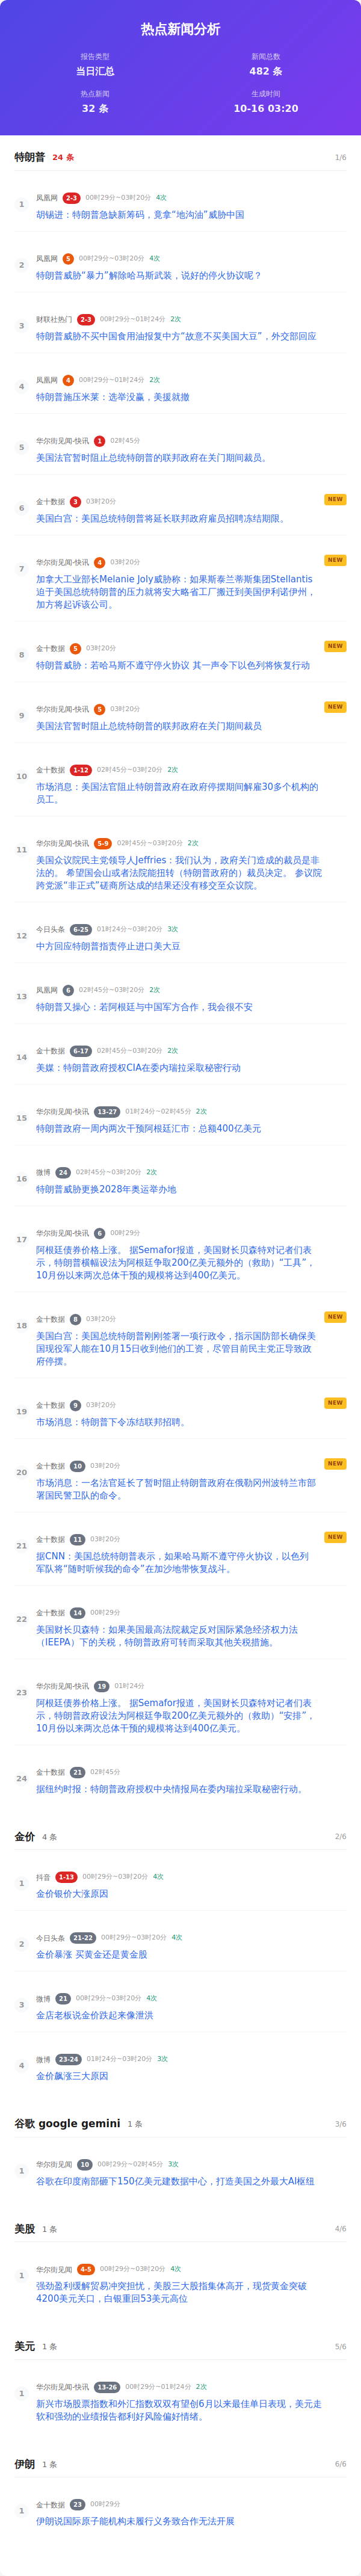 热点新闻分析
报告类型
当日汇总
新闻总数
482 条
热点新闻
32 条
生成时间
10-16 03:20
特朗普 24 条 1/6
1
凤凰网 2-3 00时29分~03时20分 4次
胡锡进：特朗普急缺新筹码，竟拿“地沟油”威胁中国
2
凤凰网 5 00时29分~03时20分 4次
特朗普威胁“暴力”解除哈马斯武装，说好的停火协议呢？
3
财联社热门 2-3 00时29分~01时24分 2次
特朗普威胁不买中国食用油报复中方“故意不买美国大豆”，外交部回应
4
凤凰网 4 00时29分~01时24分 2次
特朗普施压米莱：选举没赢，美援就撤
5
华尔街见闻-快讯 1 02时45分
美国法官暂时阻止总统特朗普的联邦政府在关门期间裁员。
6
金十数据 3 03时20分 NEW
美国白宫：美国总统特朗普将延长联邦政府雇员招聘冻结期限。
7
华尔街见闻-快讯 4 03时20分 NEW
加拿大工业部长Melanie Joly威胁称：如果斯泰兰蒂斯集团Stellantis
迫于美国总统特朗普的压力就将安大略省工厂搬迁到美国伊利诺伊州，
加方将起诉该公司。
8
金十数据 5 03时20分 NEW
特朗普威胁：若哈马斯不遵守停火协议 其一声令下以色列将恢复行动
9
华尔街见闻-快讯 5 03时20分 NEW
美国法官暂时阻止总统特朗普的联邦政府在关门期间裁员
10
金十数据 1-12 02时45分~03时20分 2次
市场消息：美国法官阻止特朗普政府在政府停摆期间解雇30多个机构的
员工。
11
华尔街见闻-快讯 5-9 02时45分~03时20分 2次
美国众议院民主党领导人Jeffries：我们认为，政府关门造成的裁员是非
法的。 希望国会山或者法院能扭转（特朗普政府的）裁员决定。 参议院
跨党派“非正式”磋商所达成的结果还没有移交至众议院。
12
今日头条 6-25 01时24分~03时20分 3次
中方回应特朗普指责停止进口美大豆
13
凤凰网 6 02时45分~03时20分 2次
特朗普又操心：若阿根廷与中国军方合作，我会很不安
14
金十数据 6-17 02时45分~03时20分 2次
美媒：特朗普政府授权CIA在委内瑞拉采取秘密行动
15
华尔街见闻-快讯 13-27 01时24分~02时45分 2次
特朗普政府一周内两次干预阿根廷汇市：总额400亿美元
16
微博 24 02时45分~03时20分 2次
特朗普威胁更换2028年奥运举办地
17
华尔街见闻-快讯 6 00时29分
阿根廷债券价格上涨。 据Semafor报道，美国财长贝森特对记者们表
示，特朗普横幅设法为阿根廷争取200亿美元额外的（救助）“工具”，
10月份以来两次总体干预的规模将达到400亿美元。
18
金十数据 8 03时20分 NEW
美国白宫：美国总统特朗普刚刚签署一项行政令，指示国防部长确保美
国现役军人能在10月15日收到他们的工资，尽管目前民主党正导致政
府停摆。
19
金十数据 9 03时20分 NEW
市场消息：特朗普下令冻结联邦招聘。
20
金十数据 10 03时20分 NEW
市场消息：一名法官延长了暂时阻止特朗普政府在俄勒冈州波特兰市部
署国民警卫队的命令。
21
金十数据 11 03时20分 NEW
据CNN：美国总统特朗普表示，如果哈马斯不遵守停火协议，以色列
军队将“随时听候我的命令”在加沙地带恢复战斗。
22
金十数据 14 00时29分
美国财长贝森特：如果美国最高法院裁定反对国际紧急经济权力法
（IEEPA）下的关税，特朗普政府可转而采取其他关税措施。
23
华尔街见闻-快讯 19 01时24分
阿根廷债券价格上涨。 据Semafor报道，美国财长贝森特对记者们表
示，特朗普政府设法为阿根廷争取200亿美元额外的（救助）“安排”，
10月份以来两次总体干预的规模将达到400亿美元。
24
金十数据 21 02时45分
据纽约时报：特朗普政府授权中央情报局在委内瑞拉采取秘密行动。
金价 4 条 2/6
1
抖音 1-13 00时29分~03时20分 4次
金价银价大涨原因
2
今日头条 21-22 00时29分~03时20分 4次
金价暴涨 买黄金还是黄金股
3
微博 21 00时29分~03时20分 4次
金店老板说金价跌起来像泄洪
4
微博 23-24 01时24分~03时20分 3次
金价飙涨三大原因
谷歌 google gemini 1 条 3/6
1
华尔街见闻 10 00时29分~02时45分 3次
谷歌在印度南部砸下150亿美元建数据中心，打造美国之外最大AI枢纽
美股 1 条 4/6
1
华尔街见闻 4-5 00时29分~03时20分 4次
强劲盈利缓解贸易冲突担忧，美股三大股指集体高开，现货黄金突破
4200美元关口，白银重回53美元高位
美元 1 条 5/6
1
华尔街见闻-快讯 13-26 00时29分~01时24分 2次
新兴市场股票指数和外汇指数双双有望创6月以来最佳单日表现，美元走
软和强劲的业绩报告都利好风险偏好情绪。
伊朗 1 条 6/6
1
金十数据 23 00时29分
伊朗说国际原子能机构未履行义务致合作无法开展